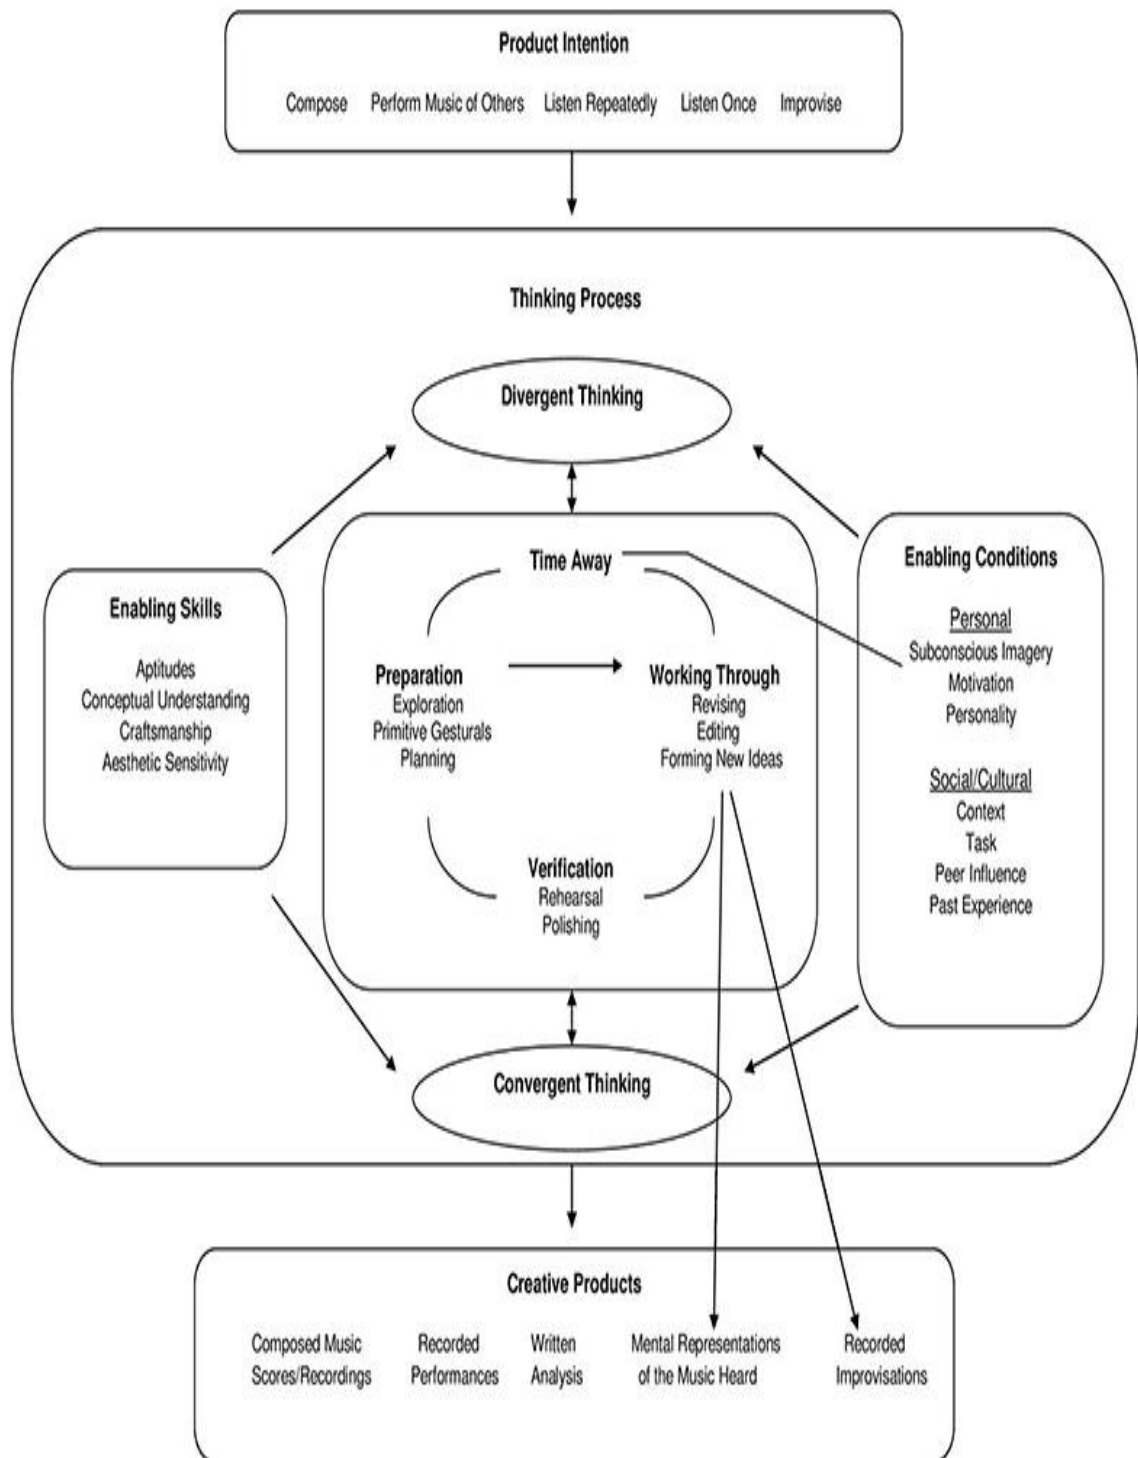 Product Intention
Compose Perform Music of Others Listen Repeatedly Listen Once Improvise
Thinking Process
Divergent Thinking
Time Away
Enabling Skills
Aptitudes
Conceptual Understanding
Craftsmanship
Aesthetic Sensitivity
Preparation
Exploration
Primitive Gesturals
Planning
Working Through
Revising
Editing
Forming New Ideas
Verification
Rehearsal
Polishing
Enabling Conditions
Personal
Subconscious Imagery
Motivation
Personality
Social/Cultural
Context
Task
Peer Influence
Past Experience
Convergent Thinking
Creative Products
Composed Music
Scores/Recordings
Recorded
Performances
Written
Analysis
Mental Representations
of the Music Heard
Recorded
Improvisations